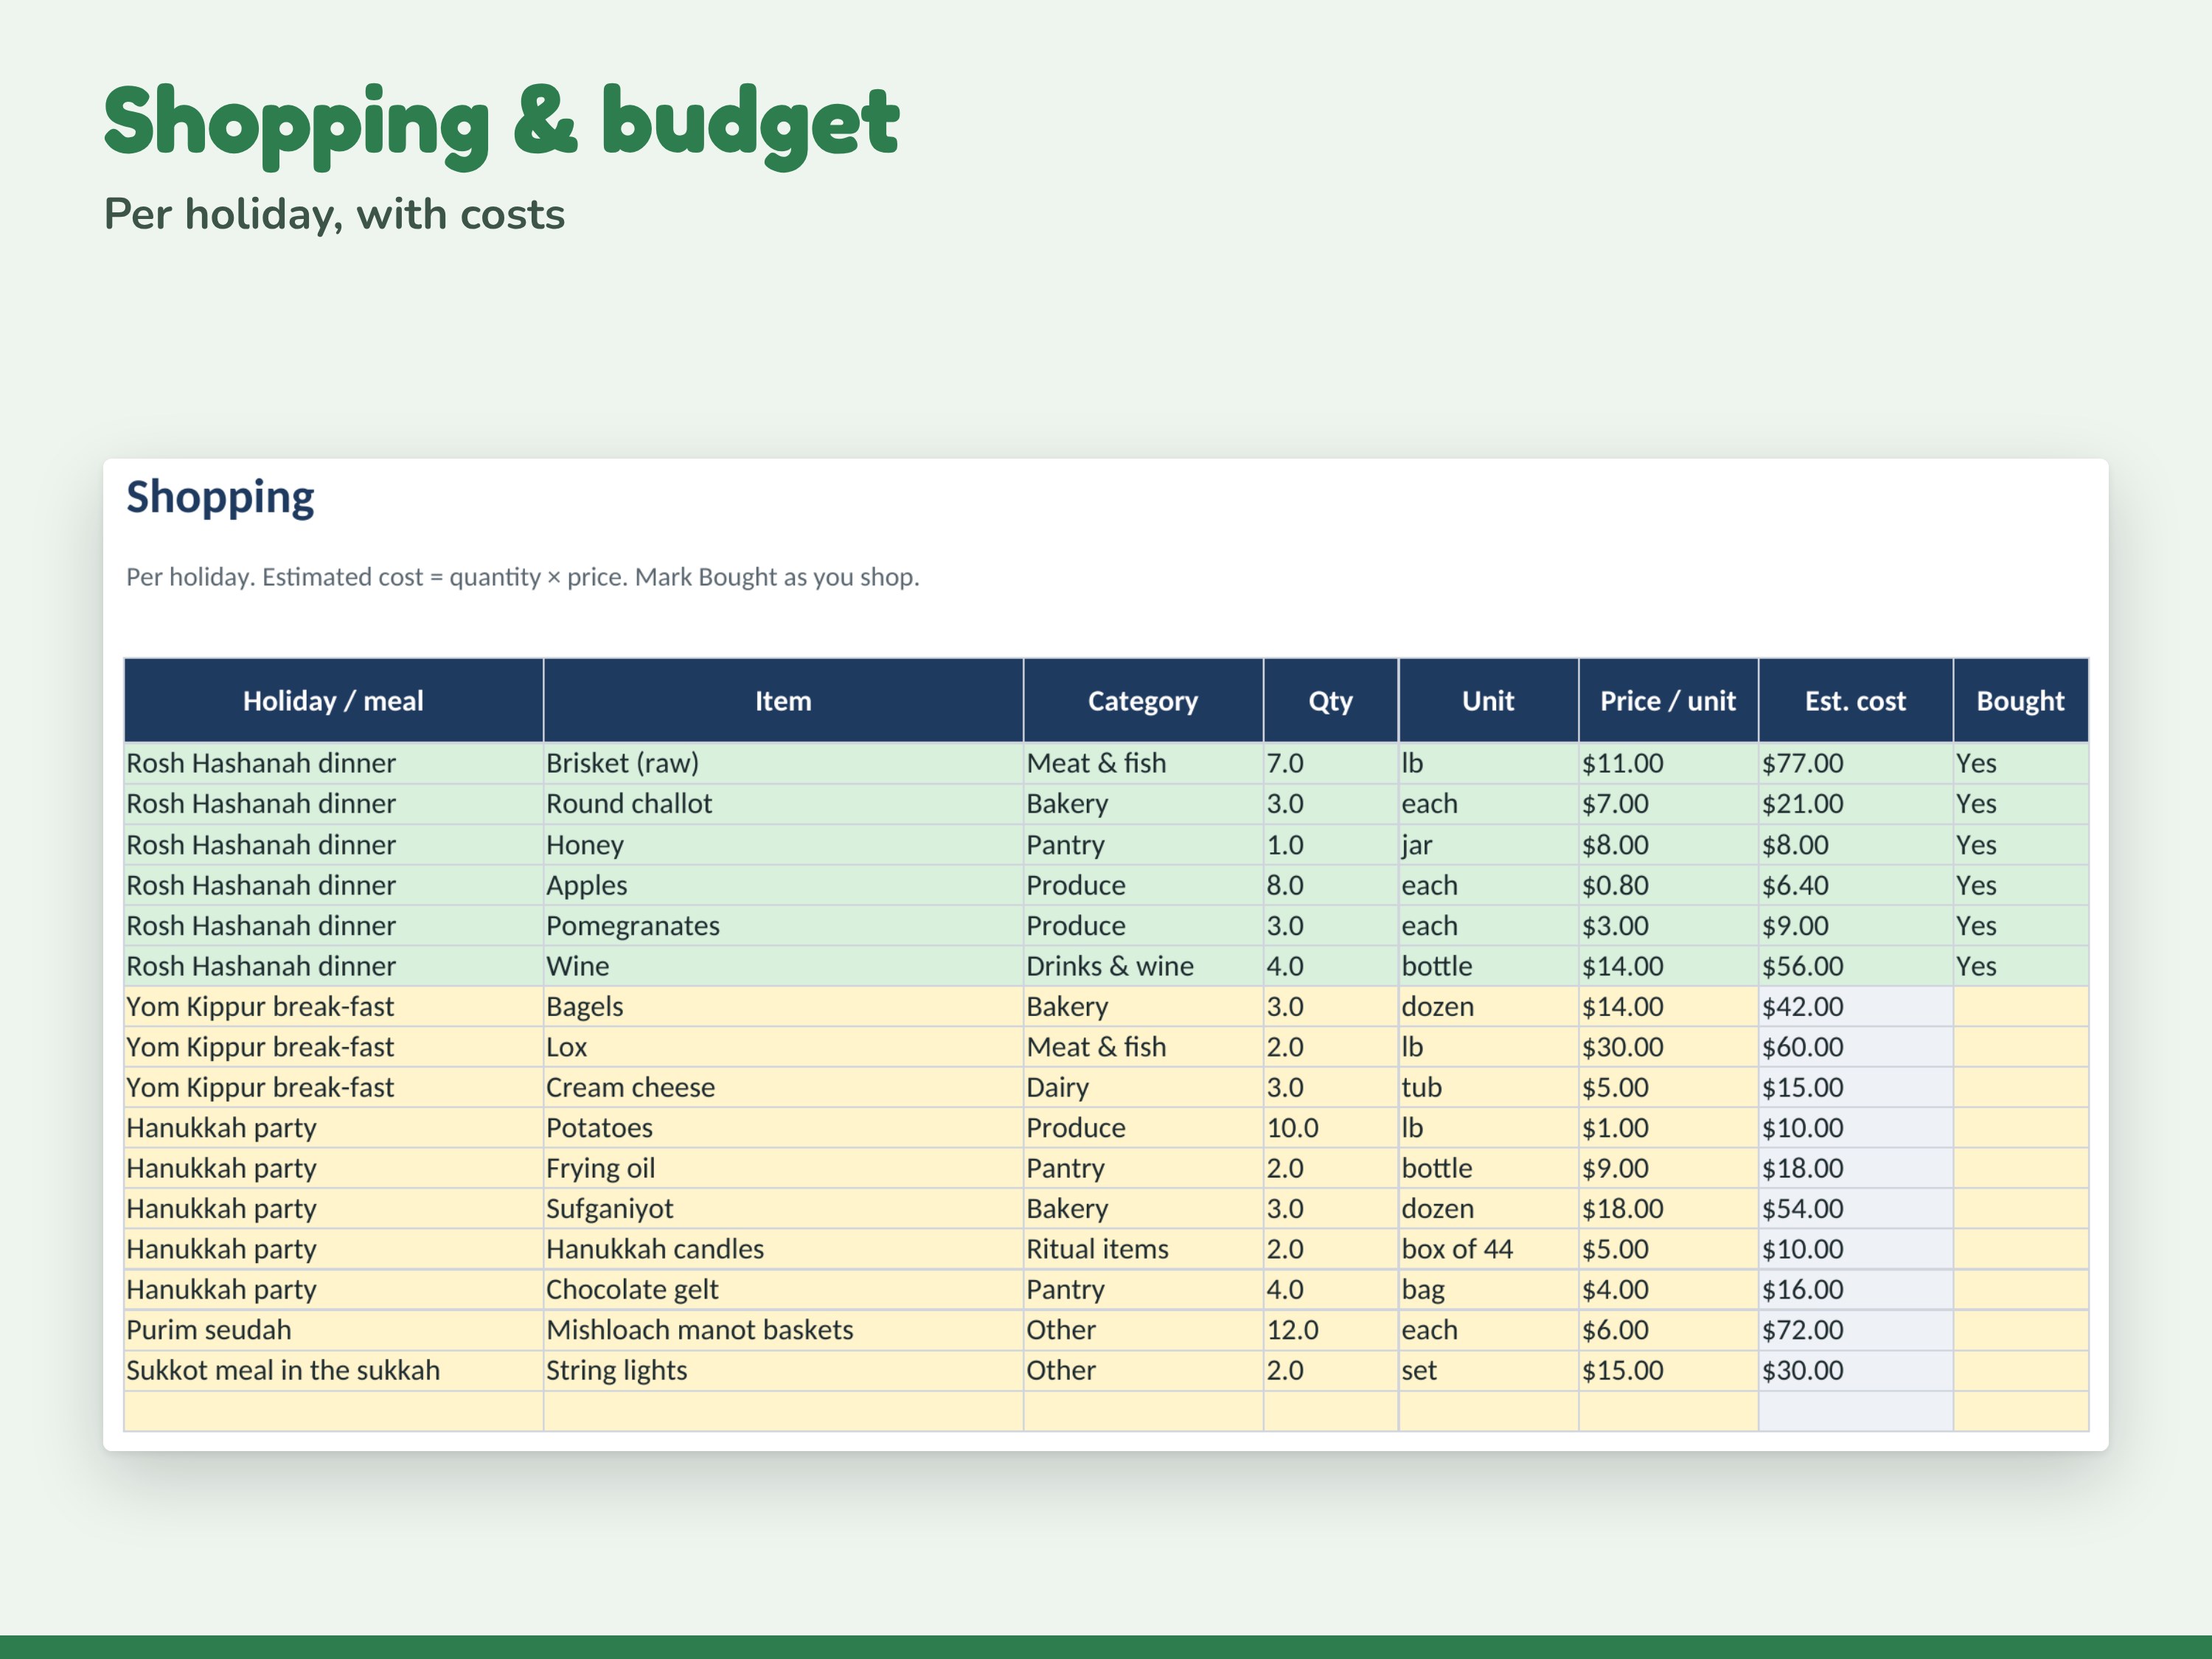 Shopping & budget
Per holiday, with costs
Shopping
Per holiday. Estimated cost = quantity × price. Mark Bought as you shop.
Holiday / meal Item Category Qty Unit Price / unit Est. cost Bought
Rosh Hashanah dinner Brisket (raw) Meat & fish 7.0 lb $11.00 $77.00 Yes
Rosh Hashanah dinner Round challot Bakery 3.0 each $7.00 $21.00 Yes
Rosh Hashanah dinner Honey Pantry 1.0 jar $8.00 $8.00 Yes
Rosh Hashanah dinner Apples Produce 8.0 each $0.80 $6.40 Yes
Rosh Hashanah dinner Pomegranates Produce 3.0 each $3.00 $9.00 Yes
Rosh Hashanah dinner Wine Drinks & wine 4.0 bottle $14.00 $56.00 Yes
Yom Kippur break-fast Bagels Bakery 3.0 dozen $14.00 $42.00
Yom Kippur break-fast Lox Meat & fish 2.0 lb $30.00 $60.00
Yom Kippur break-fast Cream cheese Dairy 3.0 tub $5.00 $15.00
Hanukkah party Potatoes Produce 10.0 lb $1.00 $10.00
Hanukkah party Frying oil Pantry 2.0 bottle $9.00 $18.00
Hanukkah party Sufganiyot Bakery 3.0 dozen $18.00 $54.00
Hanukkah party Hanukkah candles Ritual items 2.0 box of 44 $5.00 $10.00
Hanukkah party Chocolate gelt Pantry 4.0 bag $4.00 $16.00
Purim seudah Mishloach manot baskets Other 12.0 each $6.00 $72.00
Sukkot meal in the sukkah String lights Other 2.0 set $15.00 $30.00